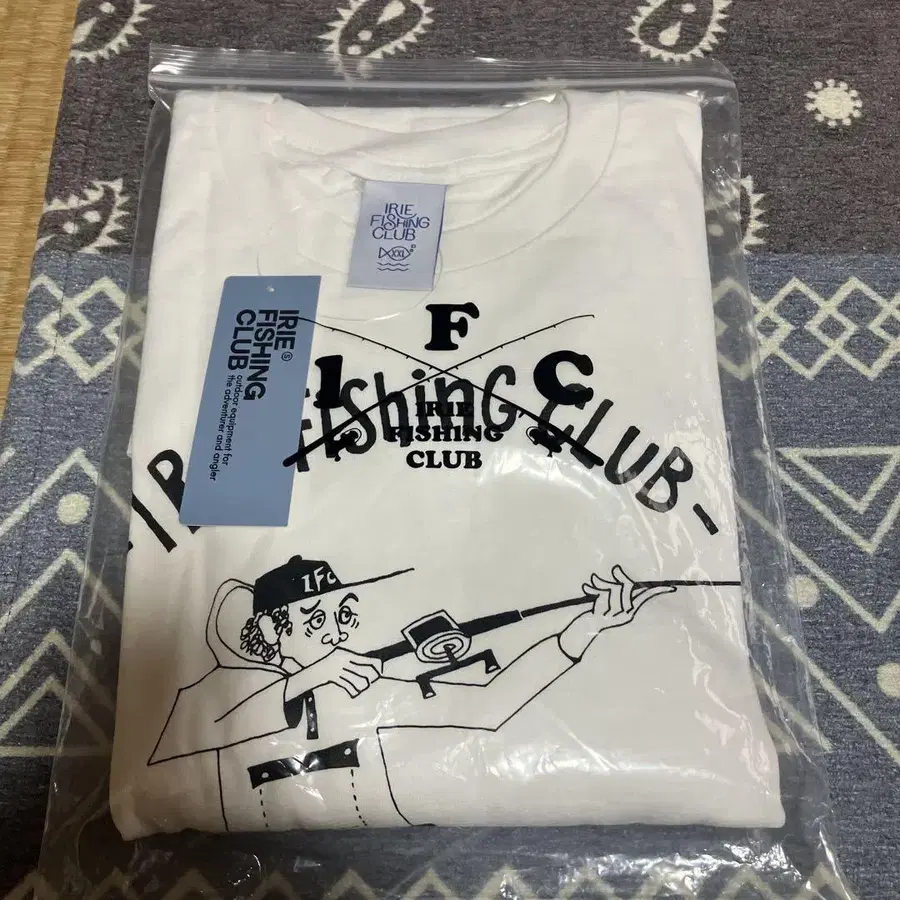 IRIE
FISHING
CLUB
XXL
IRIE
FISHING
CLUB
outdoor equipment for
the adventurer and angler
I F C
IRIE
FISHING
CLUB
FIShinG CLUB-
IFC